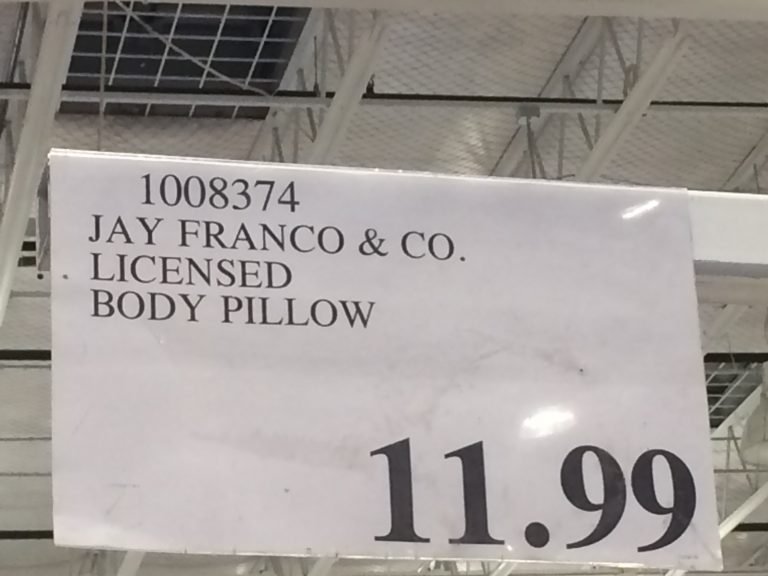 1008374
JAY FRANCO & CO.
LICENSED
BODY PILLOW
11.99